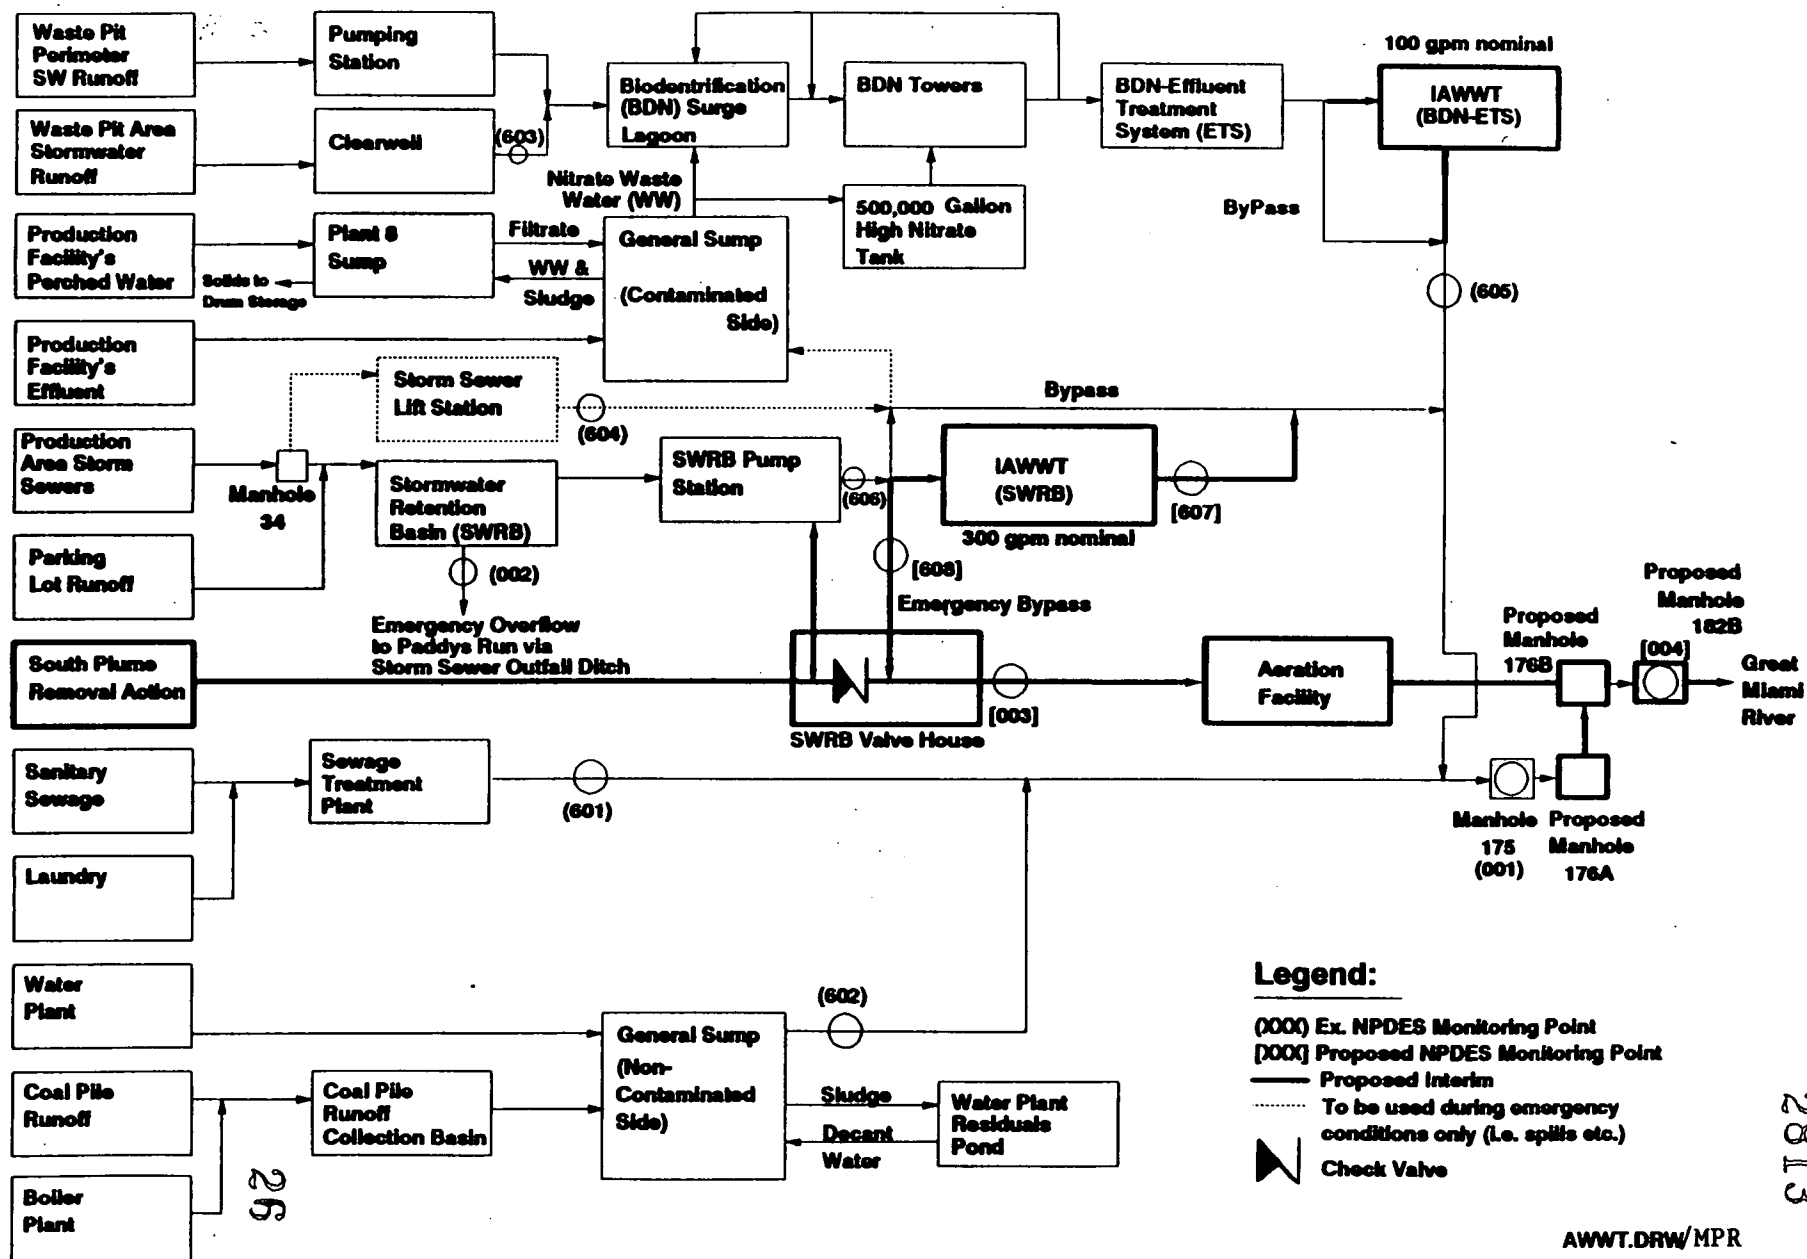 Waste Pit
Perimeter
SW Runoff
Pumping
Station
Biodentrification
(BDN) Surge
Lagoon
BDN Towers
BDN-Effluent
Treatment
System (ETS)
100 gpm nominal
IAWWT
(BDN-ETS)
Waste Pit Area
Stormwater
Runoff
Clearwell
(603)
Nitrate Waste
Water (WW)
500,000 Gallon
High Nitrate
Tank
ByPass
(605)
Production
Facility's
Perched Water
Solids to
Drum Storage
Plant 8
Sump
Filtrate
WW &
Sludge
General Sump
(Contaminated
Side)
Production
Facility's
Effluent
Storm Sewer
Lift Station
(604)
Bypass
Production
Area Storm
Sewers
Manhole
34
Stormwater
Retention
Basin (SWRB)
SWRB Pump
Station
(606)
IAWWT
(SWRB)
300 gpm nominal
[607]
Parking
Lot Runoff
(002)
Emergency Overflow
to Paddys Run via
Storm Sewer Outfall Ditch
[608]
Emergency Bypass
South Plume
Removal Action
SWRB Valve House
[003]
Aeration
Facility
Proposed
Manhole
176B
Proposed
Manhole
182B
[004]
Great
Miami
River
Sanitary
Sewage
Sewage
Treatment
Plant
(601)
Manhole
175
(001)
Proposed
Manhole
176A
Laundry
Water
Plant
General Sump
(Non-
Contaminated
Side)
(602)
Coal Pile
Runoff
Coal Pile
Runoff
Collection Basin
Sludge
Decant
Water
Water Plant
Residuals
Pond
Boiler
Plant
Legend:
(XXX) Ex. NPDES Monitoring Point
[XXX] Proposed NPDES Monitoring Point
Proposed Interim
To be used during emergency
conditions only (i.e. spills etc.)
Check Valve
26
2813
AWWT.DRW/MPR